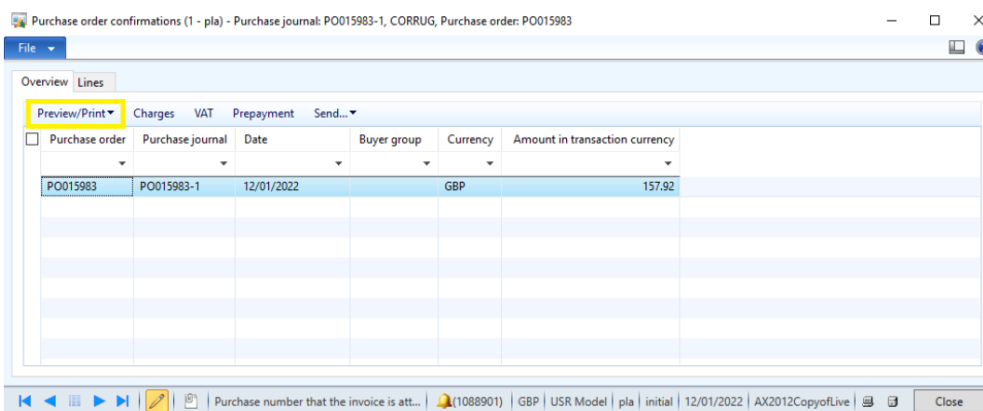 Purchase order confirmations (1 - pla) - Purchase journal: PO015983-1, CORRUG, Purchase order: PO015983
File
Overview Lines
Preview/Print Charges VAT Prepayment Send...
Purchase order Purchase journal Date Buyer group Currency Amount in transaction currency
PO015983 PO015983-1 12/01/2022 GBP 157.92
Purchase number that the invoice is att... (1088901) GBP USR Model pla initial 12/01/2022 AX2012CopyofLive Close